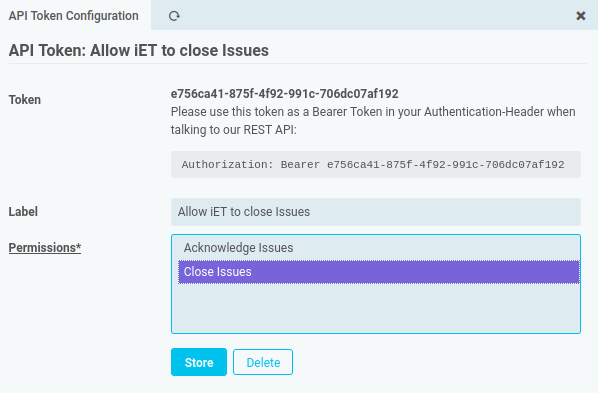 API Token Configuration
API Token: Allow iET to close Issues
Token
e756ca41-875f-4f92-991c-706dc07af192
Please use this token as a Bearer Token in your Authentication-Header when
talking to our REST API:
Authorization: Bearer e756ca41-875f-4f92-991c-706dc07af192
Label
Allow iET to close Issues
Permissions*
Acknowledge Issues
Close Issues
Store
Delete